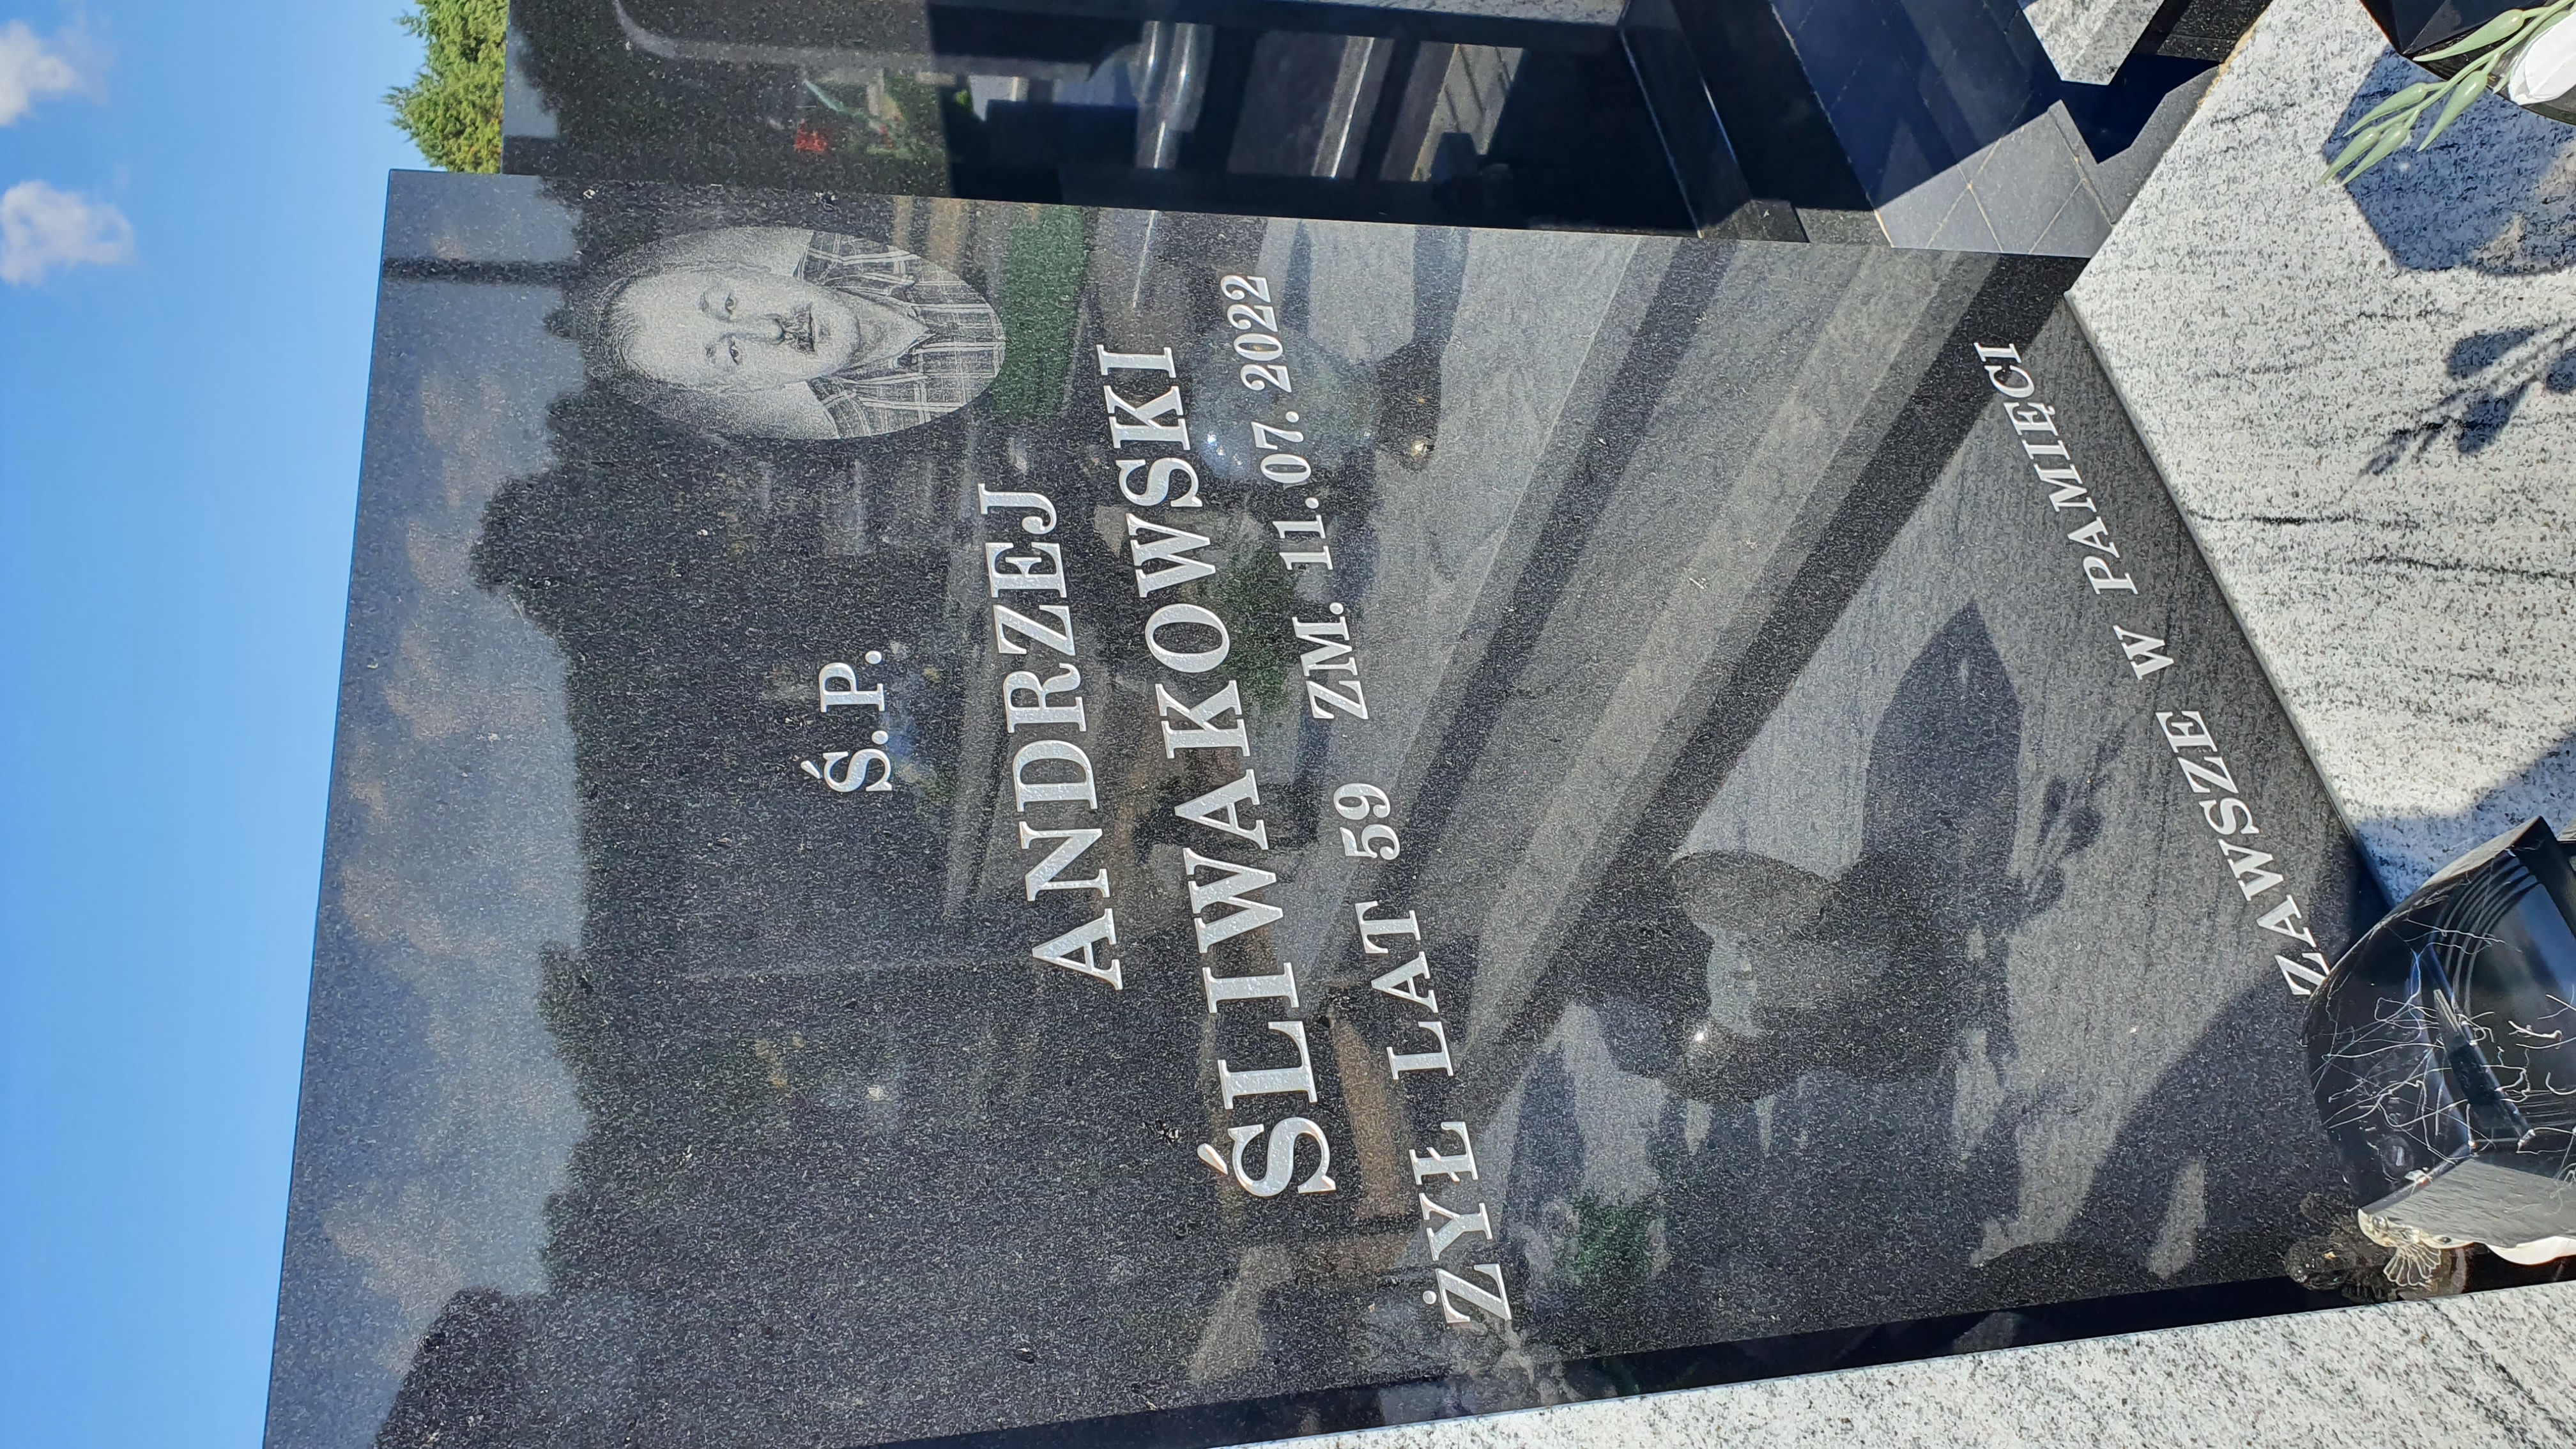 Ś.P.
ANDRZEJ
ŚLIWAKOWSKI
ŻYŁ LAT 59 ZM. 11. 07. 2022
ZAWSZE W PAMIĘCI